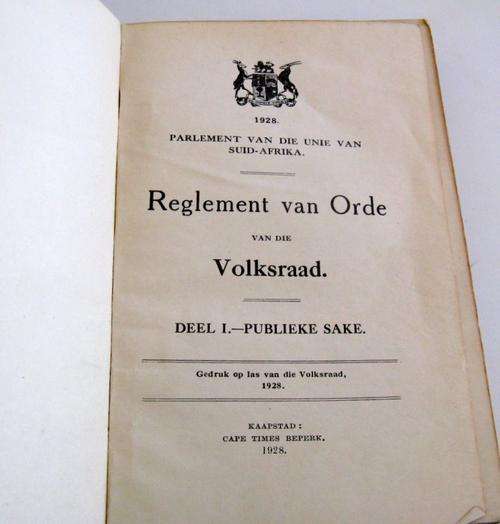 1928.
PARLEMENT VAN DIE UNIE VAN
SUID-AFRIKA.
Reglement van Orde
VAN DIE
Volksraad.
DEEL I.—PUBLIEKE SAKE.
Gedruk op las van die Volksraad,
1928.
KAAPSTAD:
CAPE TIMES BEPERK.
1928.